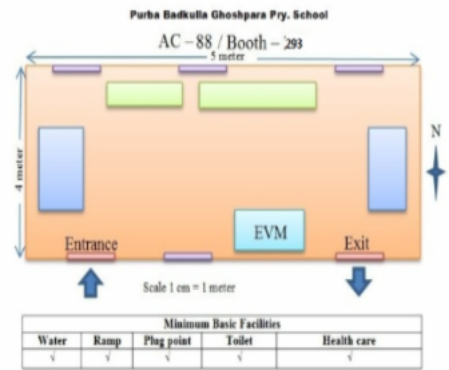 Purba Badkulla Ghoshpara Pry. School
AC – 88 / Booth – 293
5 meter
4 meter
N
EVM
Entrance
Exit
Scale 1 cm = 1 meter
Minimum Basic Facilities
Water Ramp Plug point Toilet Health care
√ √ √ √ √